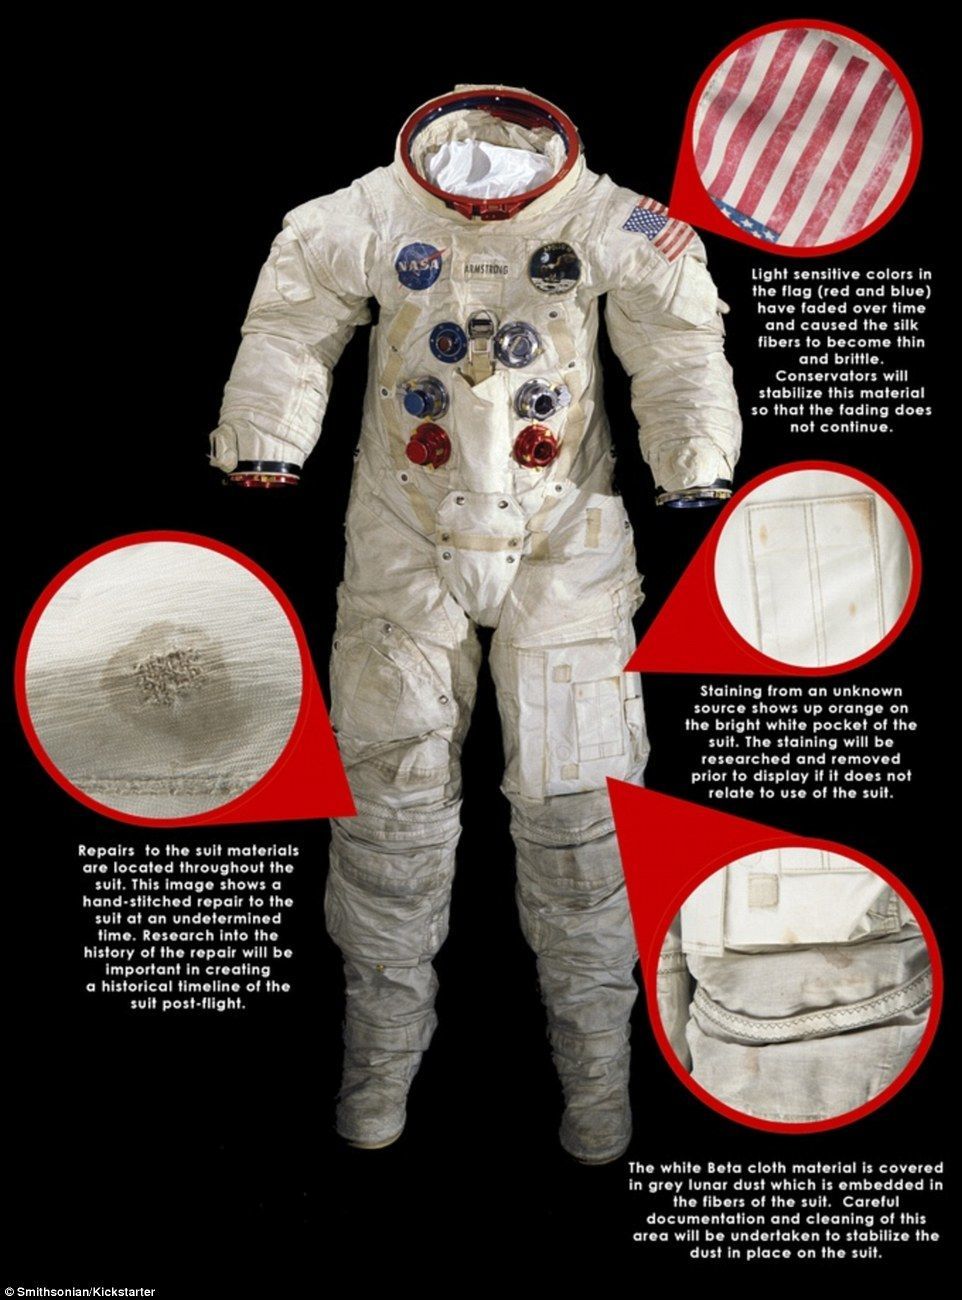 NASA
ARMSTRONG
Light sensitive colors in
the flag (red and blue)
have faded over time
and caused the silk
fibers to become thin
and brittle.
Conservators will
stabilize this material
so that the fading does
not continue.
Staining from an unknown
source shows up orange on
the bright white pocket of the
suit. The staining will be
researched and removed
prior to display if it does not
relate to use of the suit.
Repairs to the suit materials
are located throughout the
suit. This image shows a
hand-stitched repair to the
suit at an undetermined
time. Research into the
history of the repair will be
important in creating
a historical timeline of the
suit post-flight.
The white Beta cloth material is covered
in grey lunar dust which is embedded in
the fibers of the suit. Careful
documentation and cleaning of this
area will be undertaken to stabilize the
dust in place on the suit.
© Smithsonian/Kickstarter